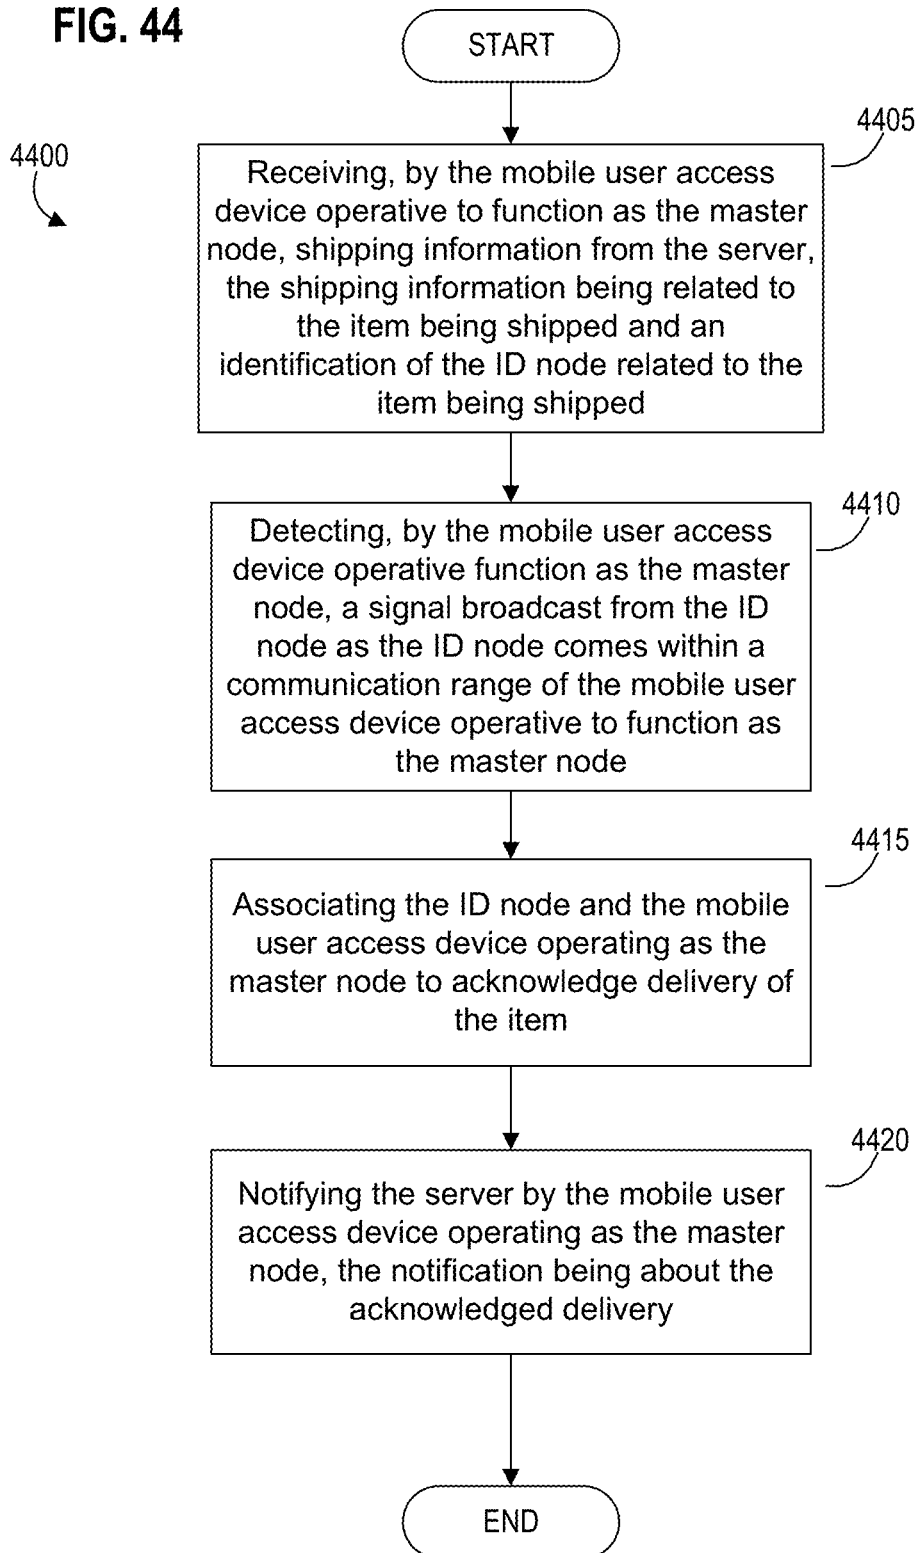 FIG. 44
START
4400
4405
Receiving, by the mobile user access
device operative to function as the master
node, shipping information from the server,
the shipping information being related to
the item being shipped and an
identification of the ID node related to the
item being shipped
4410
Detecting, by the mobile user access
device operative function as the master
node, a signal broadcast from the ID
node as the ID node comes within a
communication range of the mobile user
access device operative to function as
the master node
4415
Associating the ID node and the mobile
user access device operating as the
master node to acknowledge delivery of
the item
4420
Notifying the server by the mobile user
access device operating as the master
node, the notification being about the
acknowledged delivery
END